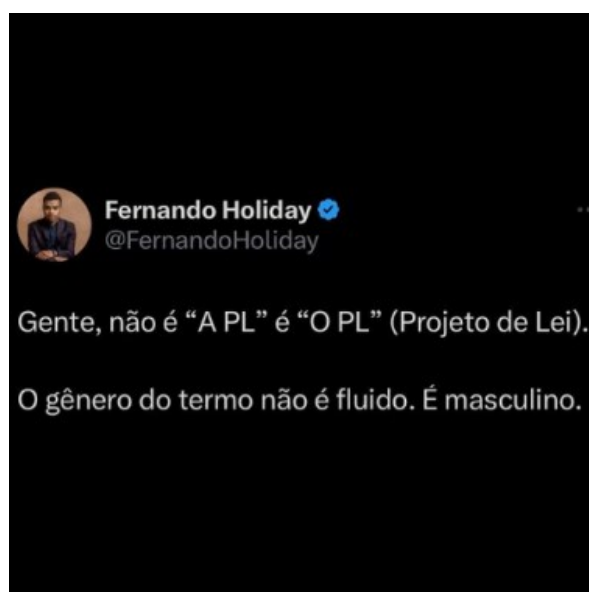 Fernando Holiday
@FernandoHoliday
Gente, não é “A PL” é “O PL” (Projeto de Lei).
O gênero do termo não é fluido. É masculino.